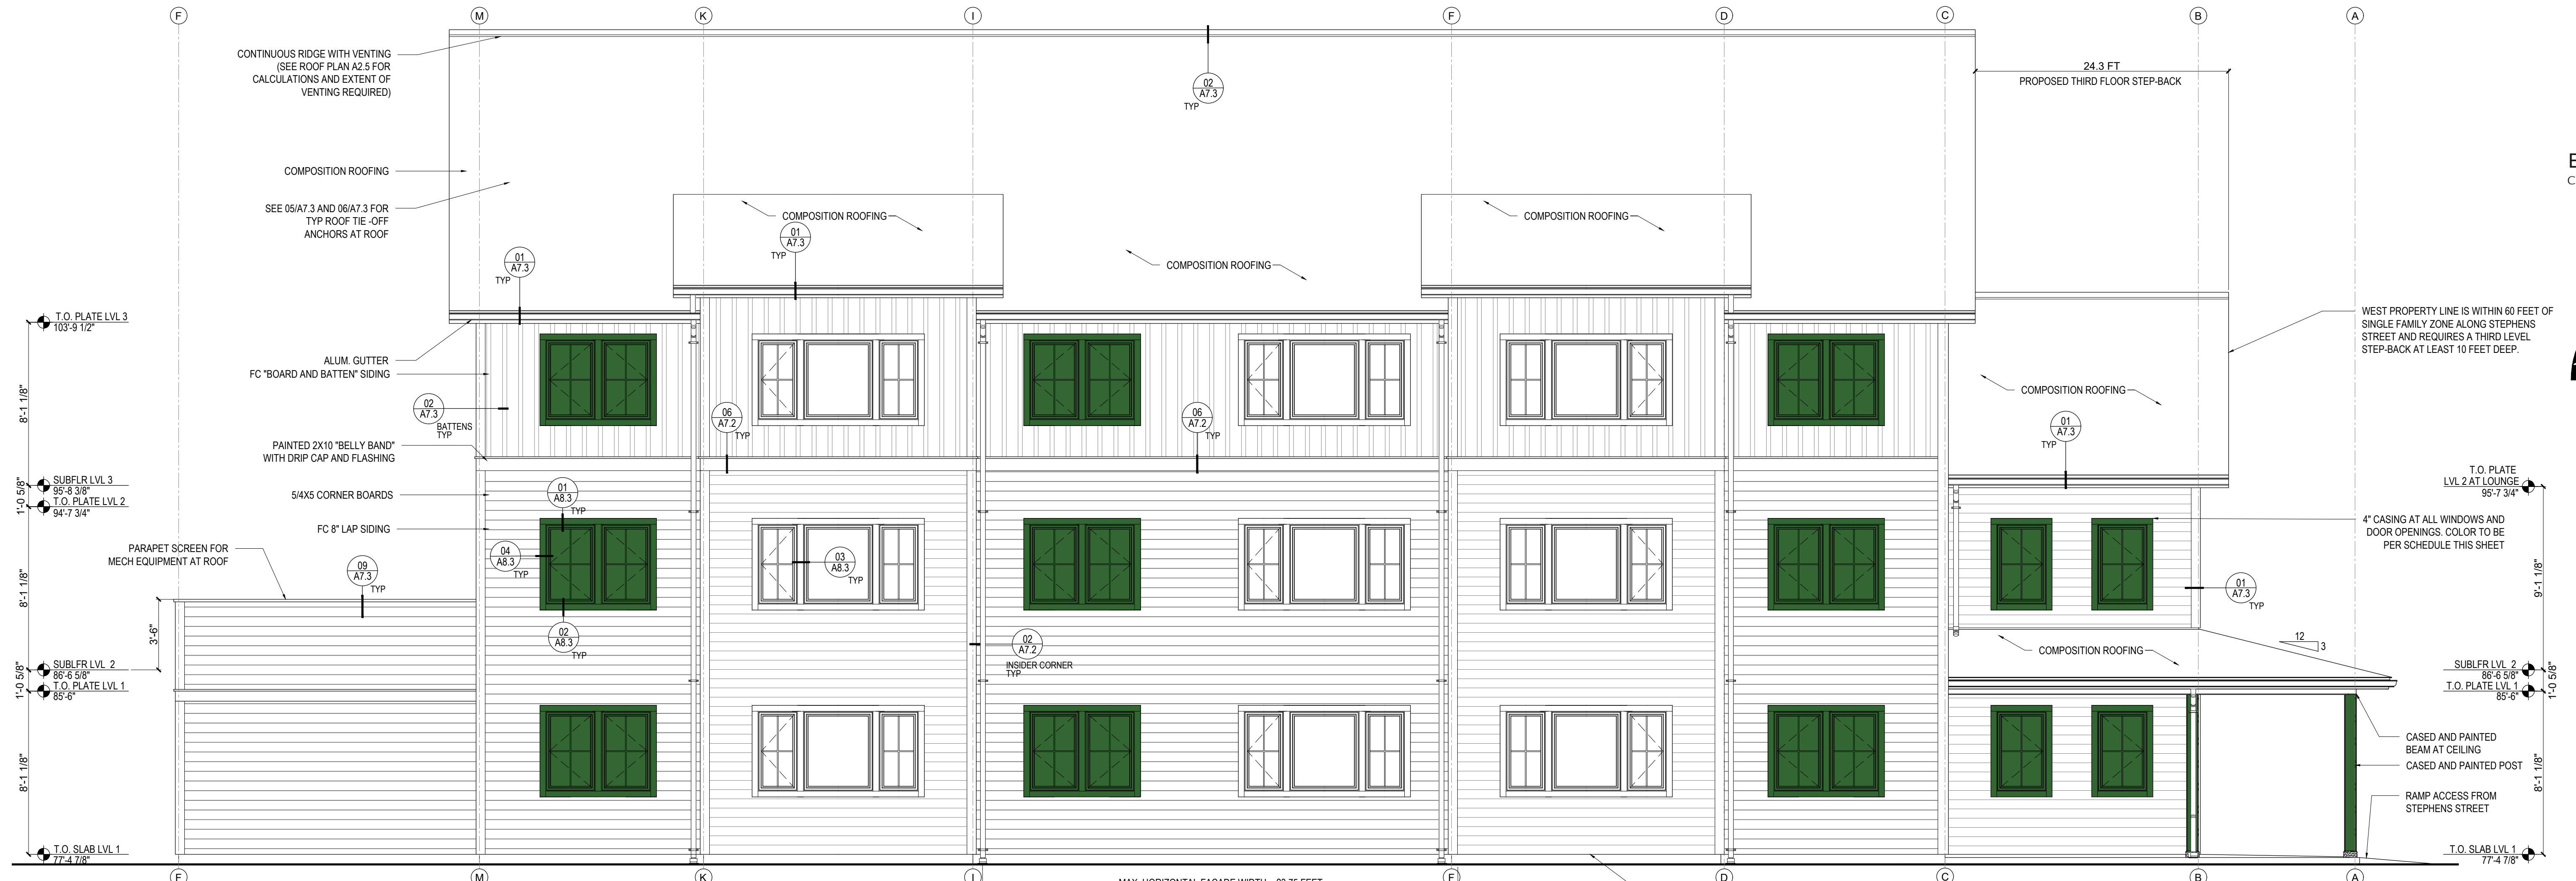 F
M
K
I
F
D
C
B
A
CONTINUOUS RIDGE WITH VENTING
(SEE ROOF PLAN A2.5 FOR
CALCULATIONS AND EXTENT OF
VENTING REQUIRED)
02
A7.3
TYP
24.3 FT
PROPOSED THIRD FLOOR STEP-BACK
COMPOSITION ROOFING
SEE 05/A7.3 AND 06/A7.3 FOR
TYP ROOF TIE -OFF
ANCHORS AT ROOF
COMPOSITION ROOFING
COMPOSITION ROOFING
01
A7.3
TYP
01
A7.3
TYP
COMPOSITION ROOFING
T.O. PLATE LVL 3
103'-9 1/2"
WEST PROPERTY LINE IS WITHIN 60 FEET OF
SINGLE FAMILY ZONE ALONG STEPHENS
STREET AND REQUIRES A THIRD LEVEL
STEP-BACK AT LEAST 10 FEET DEEP.
ALUM. GUTTER
FC "BOARD AND BATTEN" SIDING
8'-1 1/8"
COMPOSITION ROOFING
02
A7.3
BATTENS
TYP
06
A7.2
TYP
06
A7.2
TYP
01
A7.3
TYP
PAINTED 2X10 "BELLY BAND"
WITH DRIP CAP AND FLASHING
SUBFLR LVL 3
95'-8 3/8"
1'-0 5/8"
T.O. PLATE LVL 2
94'-7 3/4"
T.O. PLATE
LVL 2 AT LOUNGE
95'-7 3/4"
5/4X5 CORNER BOARDS
01
A8.3
TYP
FC 8" LAP SIDING
4" CASING AT ALL WINDOWS AND
DOOR OPENINGS. COLOR TO BE
PER SCHEDULE THIS SHEET
PARAPET SCREEN FOR
MECH EQUIPMENT AT ROOF
04
A8.3
TYP
03
A8.3
TYP
09
A7.3
TYP
8'-1 1/8"
9'-1 1/8"
01
A7.3
TYP
3'-6"
02
A8.3
TYP
02
A7.2
INSIDER CORNER
TYP
12
3
COMPOSITION ROOFING
SUBLFR LVL 2
86'-6 5/8"
1'-0 5/8"
T.O. PLATE LVL 1
85'-6"
SUBLFR LVL 2
86'-6 5/8"
T.O. PLATE LVL 1
85'-6"
1'-0 5/8"
CASED AND PAINTED
BEAM AT CEILING
CASED AND PAINTED POST
8'-1 1/8"
8'-1 1/8"
RAMP ACCESS FROM
STEPHENS STREET
T.O. SLAB LVL 1
77'-4 7/8"
T.O. SLAB LVL 1
77'-4 7/8"